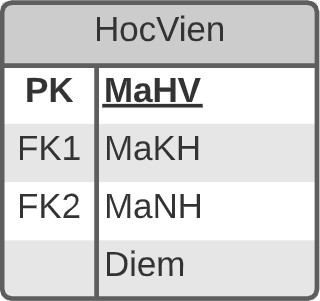 HocVien
PK MaHV
FK1 MaKH
FK2 MaNH
Diem